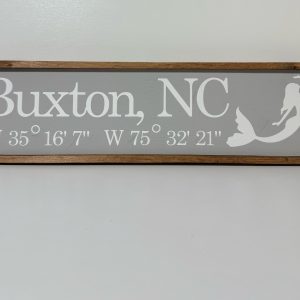 Buxton, NC
35° 16' 7" W 75° 32' 21"